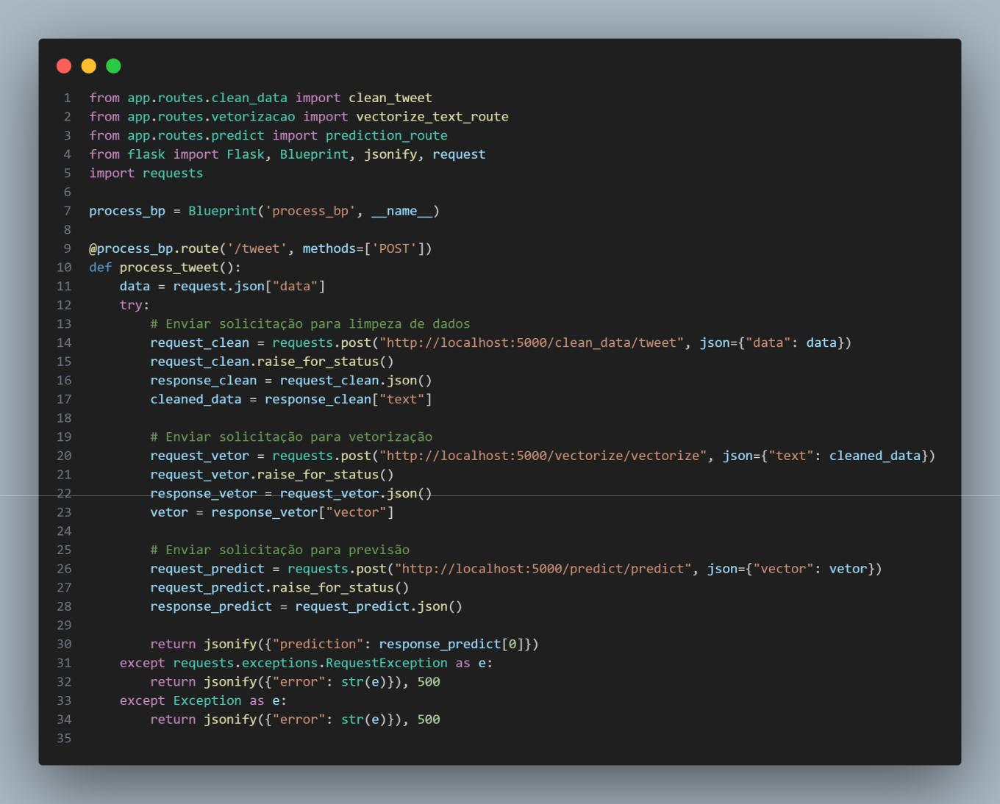 1 from app.routes.clean_data import clean_tweet
2 from app.routes.vetorizacao import vectorize_text_route
3 from app.routes.predict import prediction_route
4 from flask import Flask, Blueprint, jsonify, request
5 import requests
6
7 process_bp = Blueprint('process_bp', __name__)
8
9 @process_bp.route('/tweet', methods=['POST'])
10 def process_tweet():
11     data = request.json["data"]
12     try:
13         # Enviar solicitação para limpeza de dados
14         request_clean = requests.post("http://localhost:5000/clean_data/tweet", json={"data": data})
15         request_clean.raise_for_status()
16         response_clean = request_clean.json()
17         cleaned_data = response_clean["text"]
18
19         # Enviar solicitação para vetorização
20         request_vetor = requests.post("http://localhost:5000/vectorize/vectorize", json={"text": cleaned_data})
21         request_vetor.raise_for_status()
22         response_vetor = request_vetor.json()
23         vetor = response_vetor["vector"]
24
25         # Enviar solicitação para previsão
26         request_predict = requests.post("http://localhost:5000/predict/predict", json={"vector": vetor})
27         request_predict.raise_for_status()
28         response_predict = request_predict.json()
29
30         return jsonify({"prediction": response_predict[0]})
31     except requests.exceptions.RequestException as e:
32         return jsonify({"error": str(e)}), 500
33     except Exception as e:
34         return jsonify({"error": str(e)}), 500
35